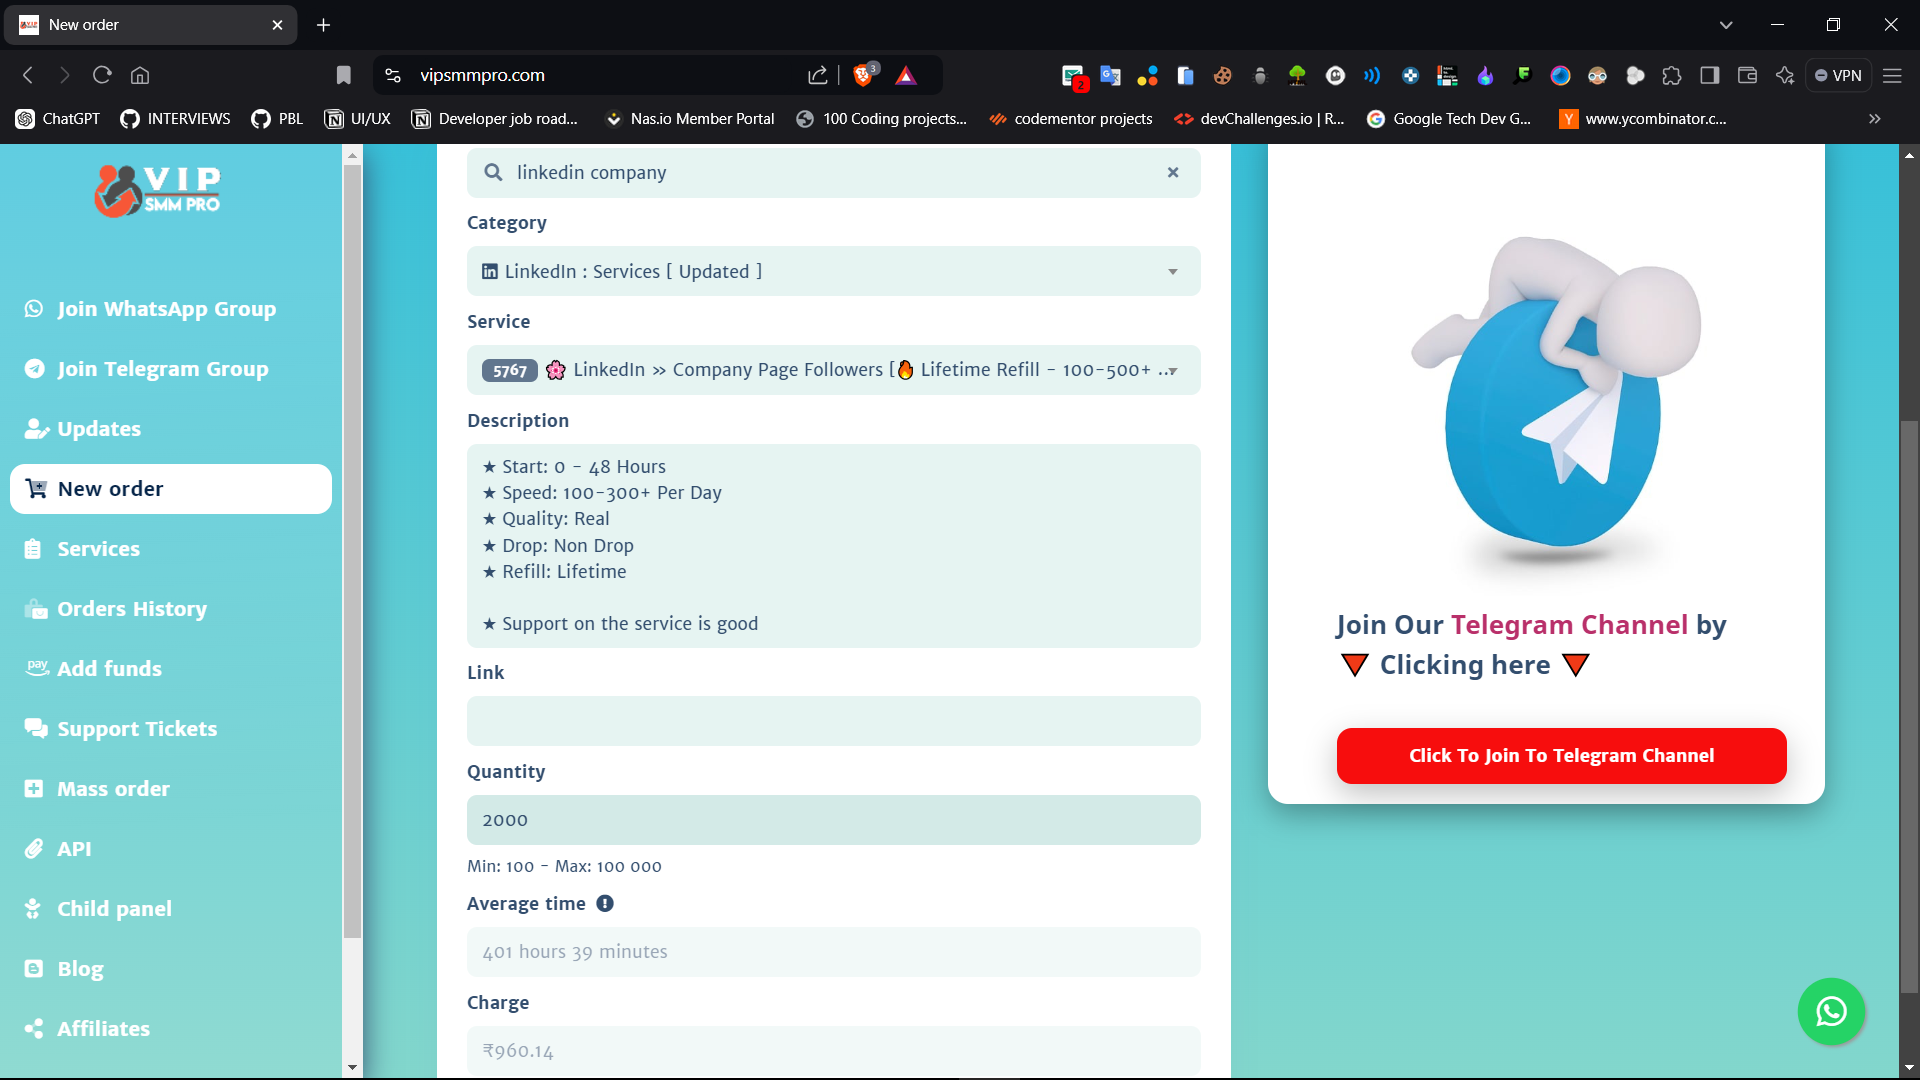 New order
vipsmmpro.com
3
2
VPN
ChatGPT
INTERVIEWS
PBL
UI/UX
Developer job road...
Nas.io Member Portal
100 Coding projects...
codementor projects
devChallenges.io | R...
Google Tech Dev G...
www.ycombinator.c...
VIP
SMM PRO
Join WhatsApp Group
Join Telegram Group
Updates
New order
Services
Orders History
pay
Add funds
Support Tickets
Mass order
API
Child panel
Blog
Affiliates
linkedin company
Category
LinkedIn : Services [ Updated ]
Service
5767 🌸 LinkedIn » Company Page Followers [🔥 Lifetime Refill - 100-500+ ...
Description
★ Start: 0 - 48 Hours
★ Speed: 100-300+ Per Day
★ Quality: Real
★ Drop: Non Drop
★ Refill: Lifetime
★ Support on the service is good
Link
Quantity
2000
Min: 100 - Max: 100 000
Average time
401 hours 39 minutes
Charge
₹960.14
Join Our Telegram Channel by
🔻 Clicking here 🔻
Click To Join To Telegram Channel